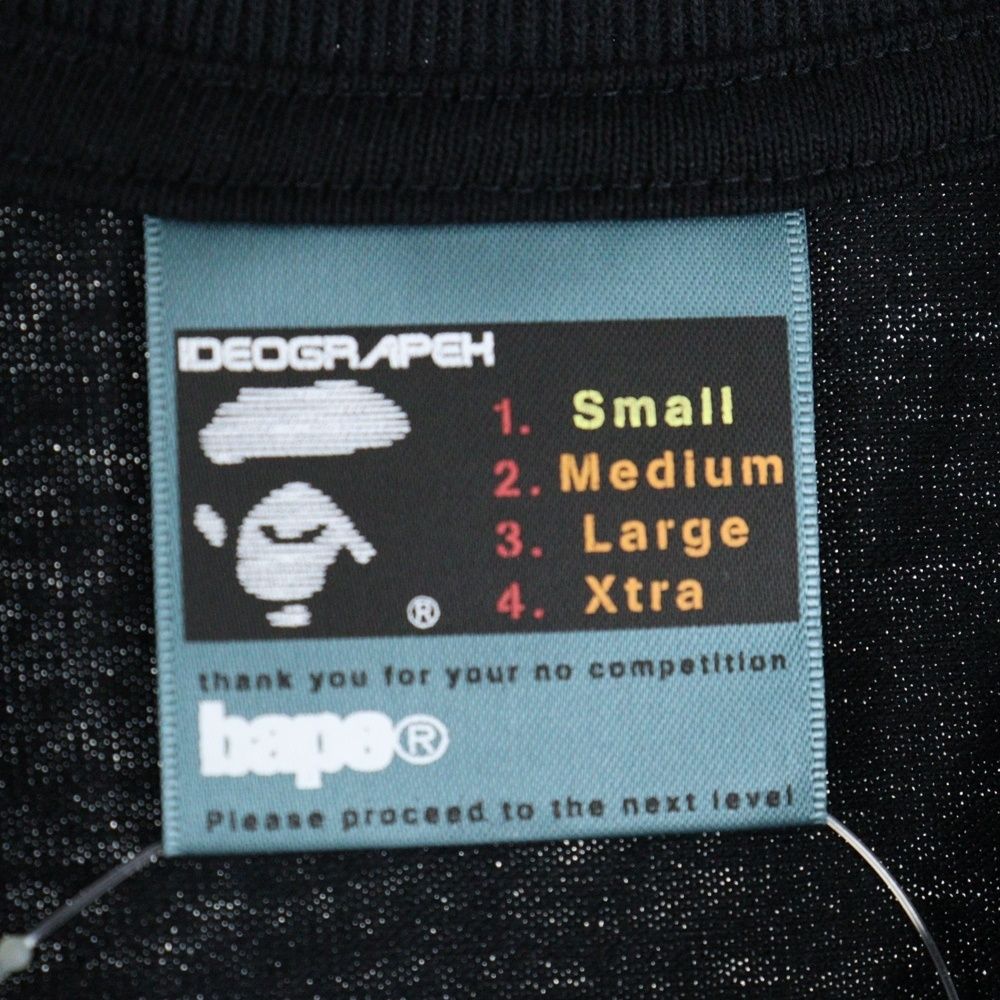 IDEOGRAPEH
1. Small
2. Medium
3. Large
4. Xtra
®
thank you for your no competition
bape®
Please proceed to the next level